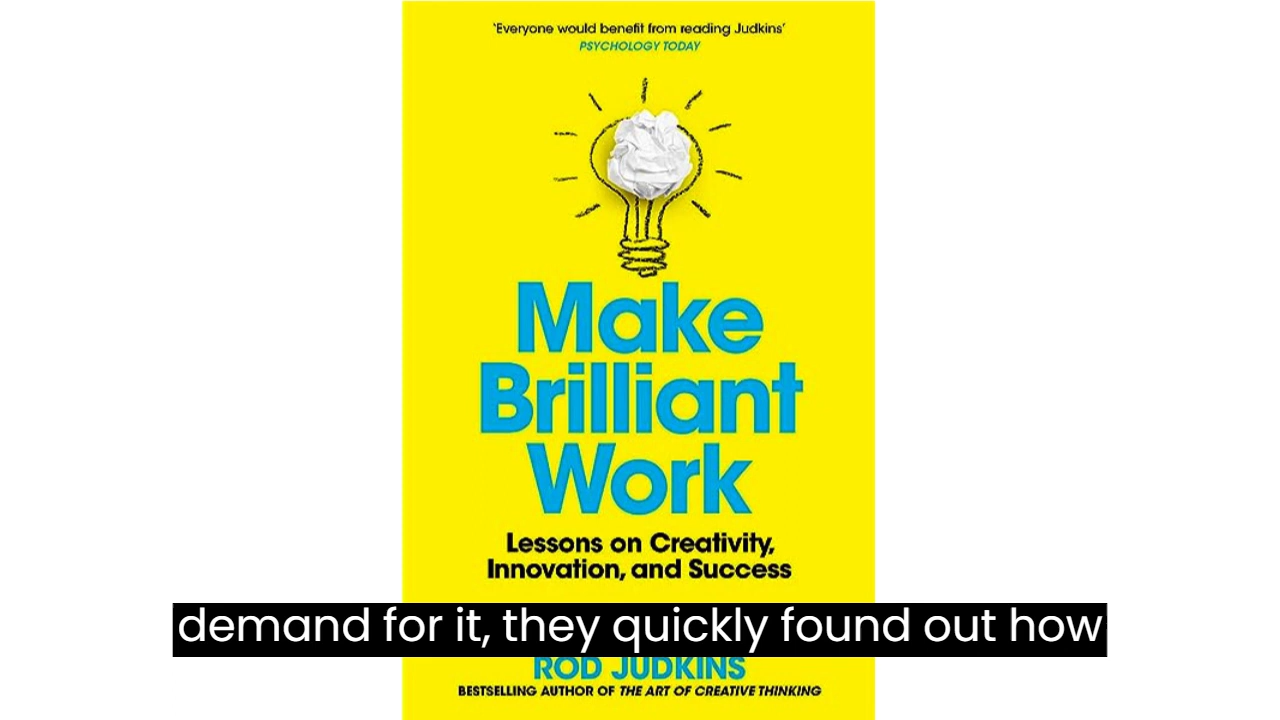 'Everyone would benefit from reading Judkins'
PSYCHOLOGY TODAY
Make
Brilliant
Work
Lessons on Creativity,
Innovation, and Success
demand for it, they quickly found out how
ROD JUDKINS
BESTSELLING AUTHOR OF THE ART OF CREATIVE THINKING